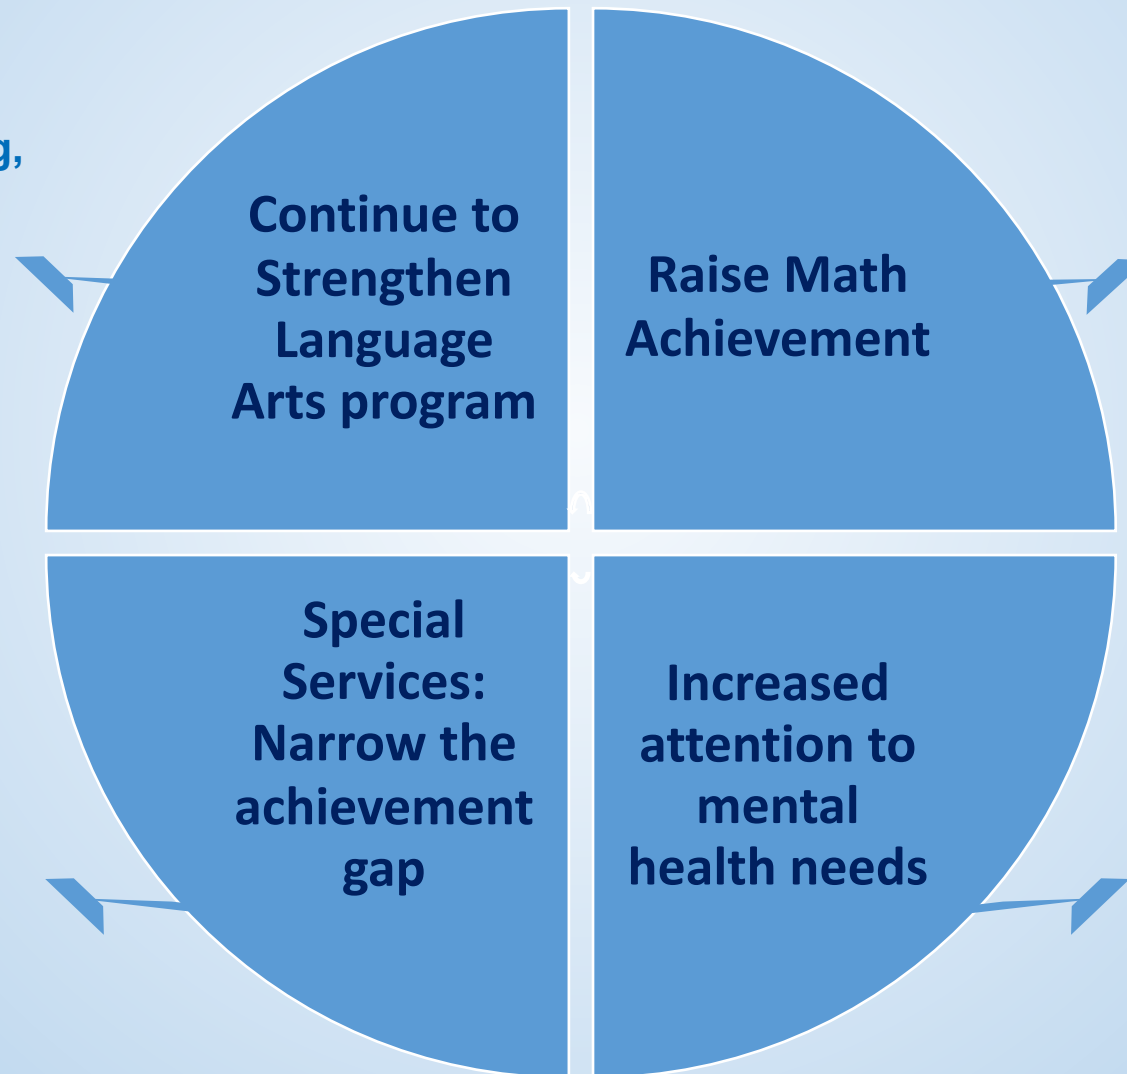 g,
Continue to
Strengthen
Language
Arts program
Raise Math
Achievement
Special
Services:
Narrow the
achievement
gap
Increased
attention to
mental
health needs